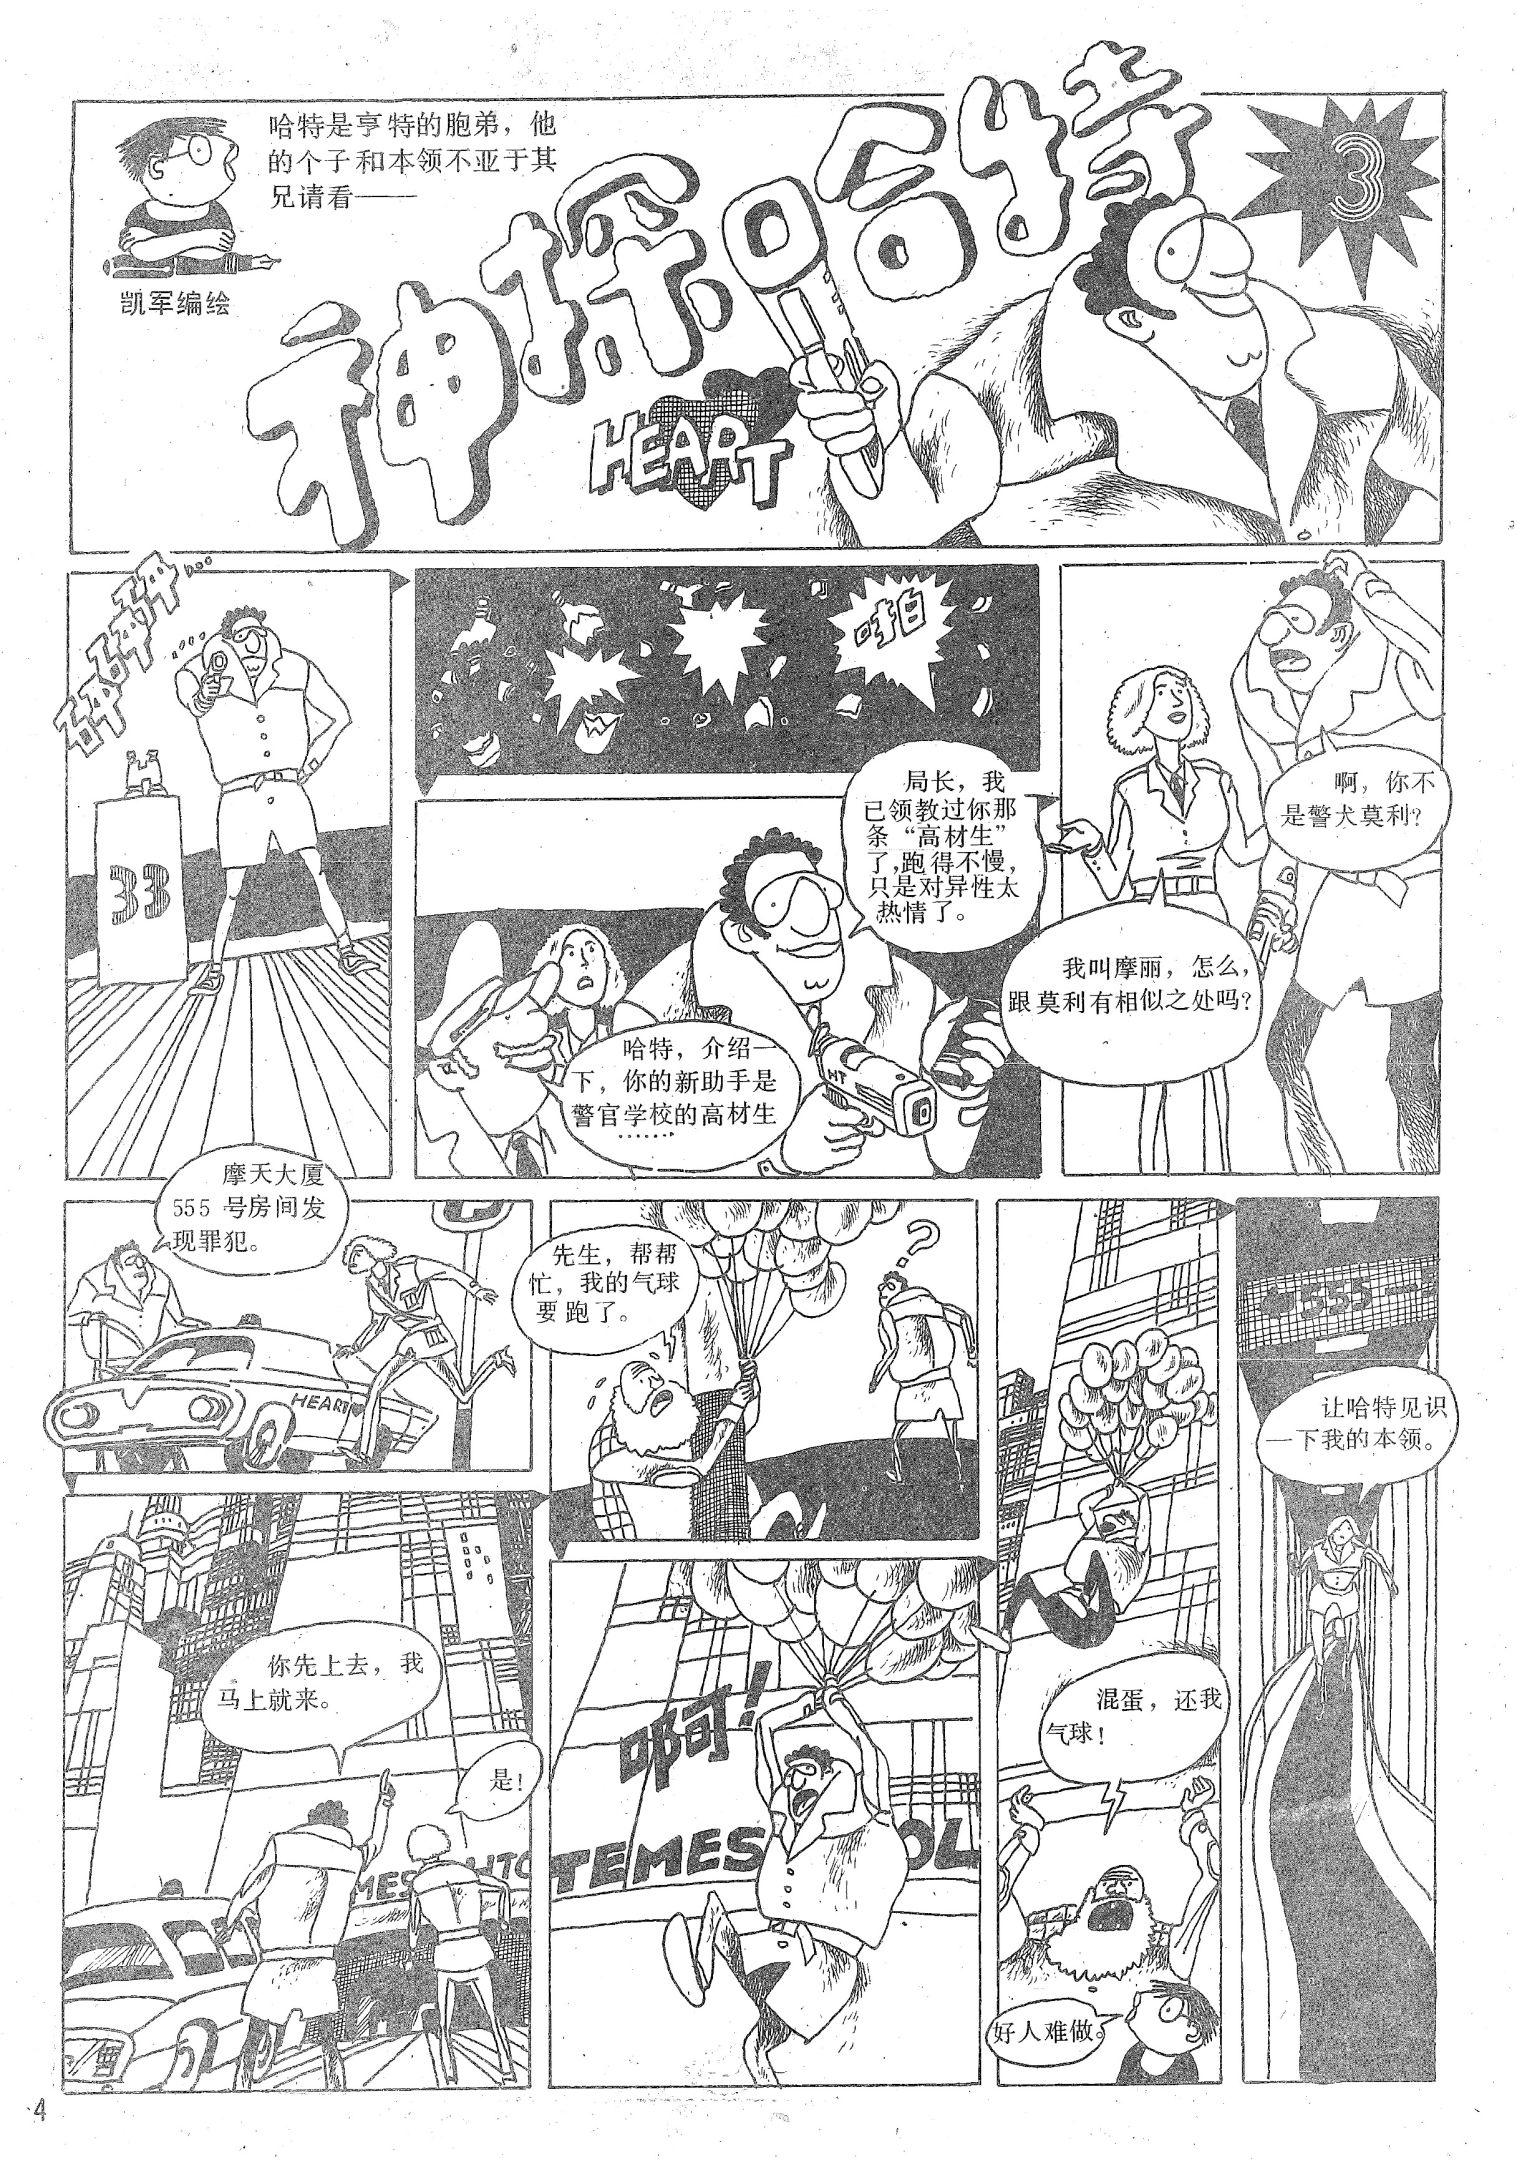 哈特是亨特的胞弟，他
的个子和本领不亚于其
兄请看——
凯军编绘
神探哈特
HEART
3
砰砰砰…
33
啪
局长，我
已领教过你那
条“高材生”
了，跑得不慢，
只是对异性太
热情了。
哈特，介绍一
下，你的新助手是
警官学校的高材生
……
HT
啊，你不
是警犬莫利？
我叫摩丽，怎么，
跟莫利有相似之处吗？
摩天大厦
555号房间发
现罪犯。
HEART
你先上去，我
马上就来。
是！
先生，帮帮
忙，我的气球
要跑了。
？
啊！
TEMES
OL
混蛋，还我
气球！
好人难做。
555
让哈特见识
一下我的本领。
4